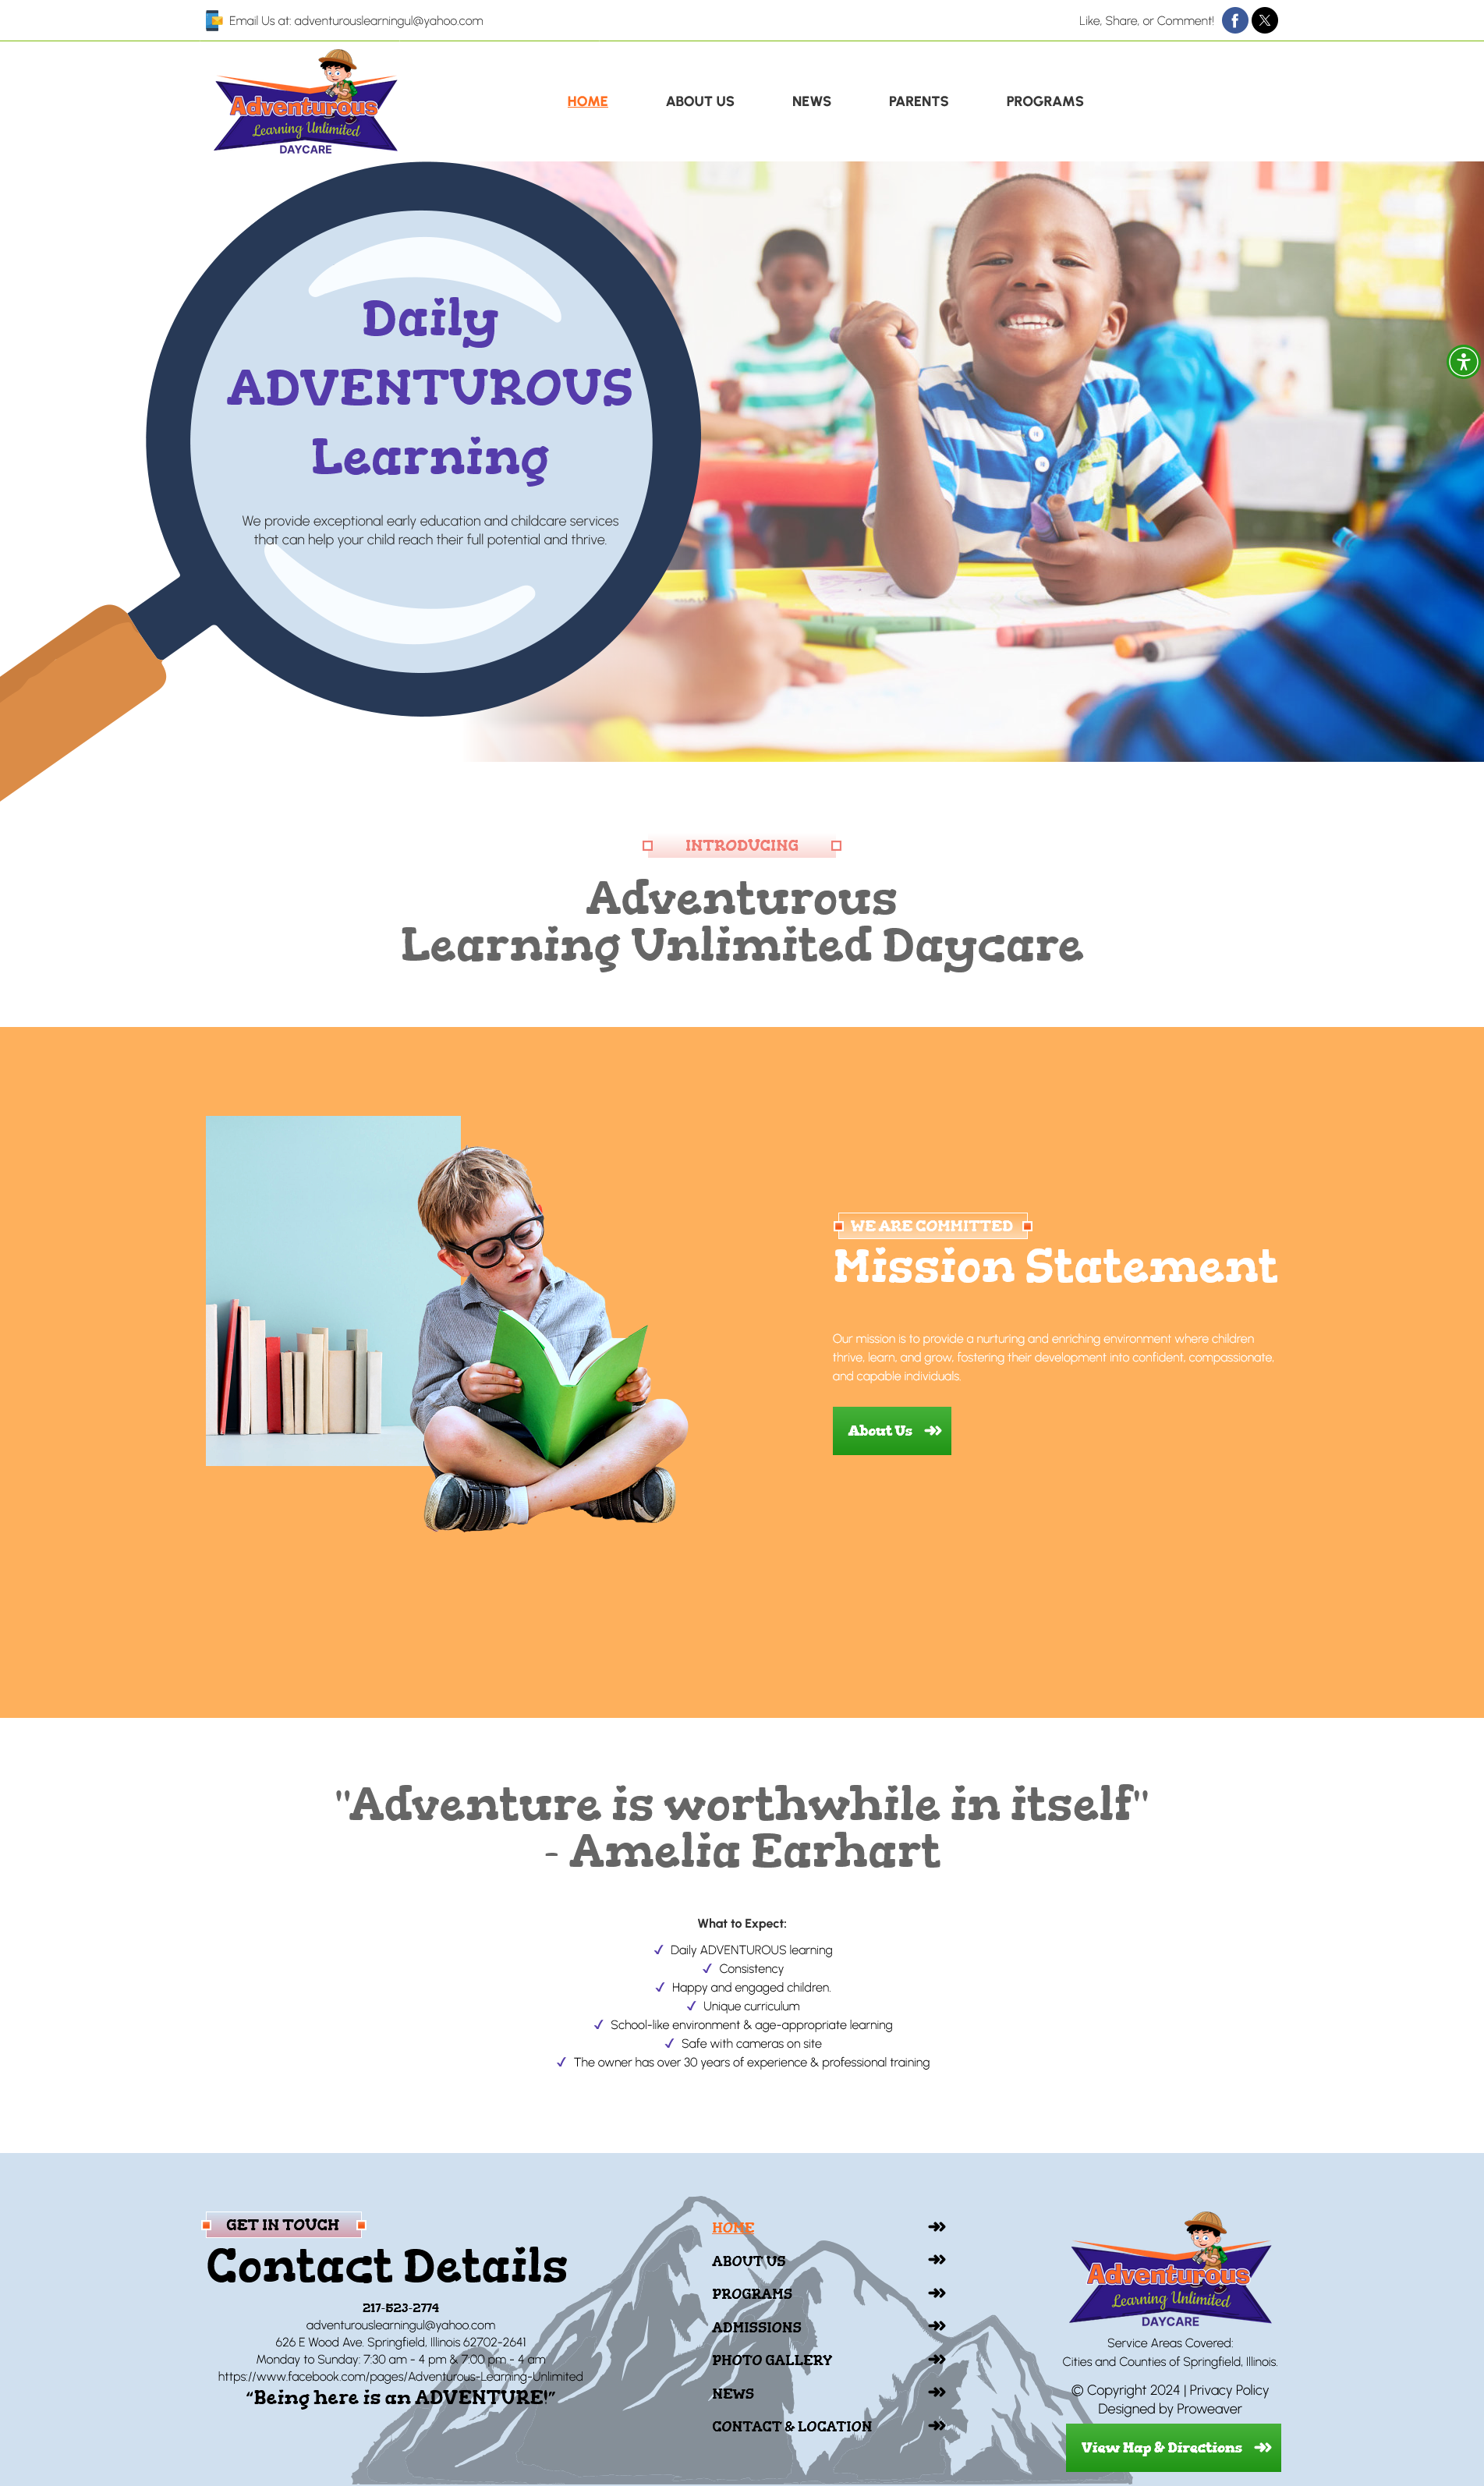 Email Us at: adventurouslearningul@yahoo.com
Like, Share, or Comment!
Adventurous
Learning Unlimited
DAYCARE
HOME
ABOUT US
NEWS
PARENTS
PROGRAMS
Daily
ADVENTUROUS
Learning
We provide exceptional early education and childcare services
that can help your child reach their full potential and thrive.
INTRODUCING
Adventurous
Learning Unlimited Daycare
WE ARE COMMITTED
Mission Statement
Our mission is to provide a nurturing and enriching environment where children
thrive, learn, and grow, fostering their development into confident, compassionate,
and capable individuals.
About Us
"Adventure is worthwhile in itself"
- Amelia Earhart
What to Expect:
Daily ADVENTUROUS learning
Consistency
Happy and engaged children.
Unique curriculum
School-like environment & age-appropriate learning
Safe with cameras on site
The owner has over 30 years of experience & professional training
GET IN TOUCH
Contact Details
217-523-2774
adventurouslearningul@yahoo.com
626 E Wood Ave. Springfield, Illinois 62702-2641
Monday to Sunday: 7:30 am - 4 pm & 7:00 pm - 4 am
https://www.facebook.com/pages/Adventurous-Learning-Unlimited
“Being here is an ADVENTURE!”
HOME
ABOUT US
PROGRAMS
ADMISSIONS
PHOTO GALLERY
NEWS
CONTACT & LOCATION
Adventurous
Learning Unlimited
DAYCARE
Service Areas Covered:
Cities and Counties of Springfield, Illinois.
© Copyright 2024 | Privacy Policy
Designed by Proweaver
View Map & Directions